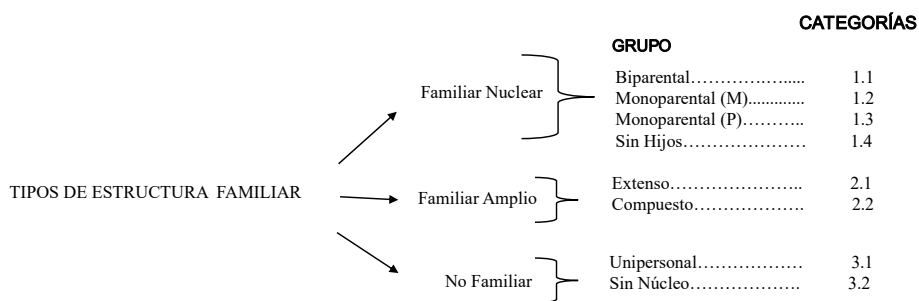 CATEGORÍAS
GRUPO
Familiar Nuclear
Biparental………….….....  1.1
Monoparental (M).............  1.2
Monoparental (P)………..  1.3
Sin Hijos……………………  1.4
TIPOS DE ESTRUCTURA FAMILIAR
Familiar Amplio
Extenso…………………..  2.1
Compuesto……………….  2.2
No Familiar
Unipersonal………………  3.1
Sin Núcleo……………….  3.2